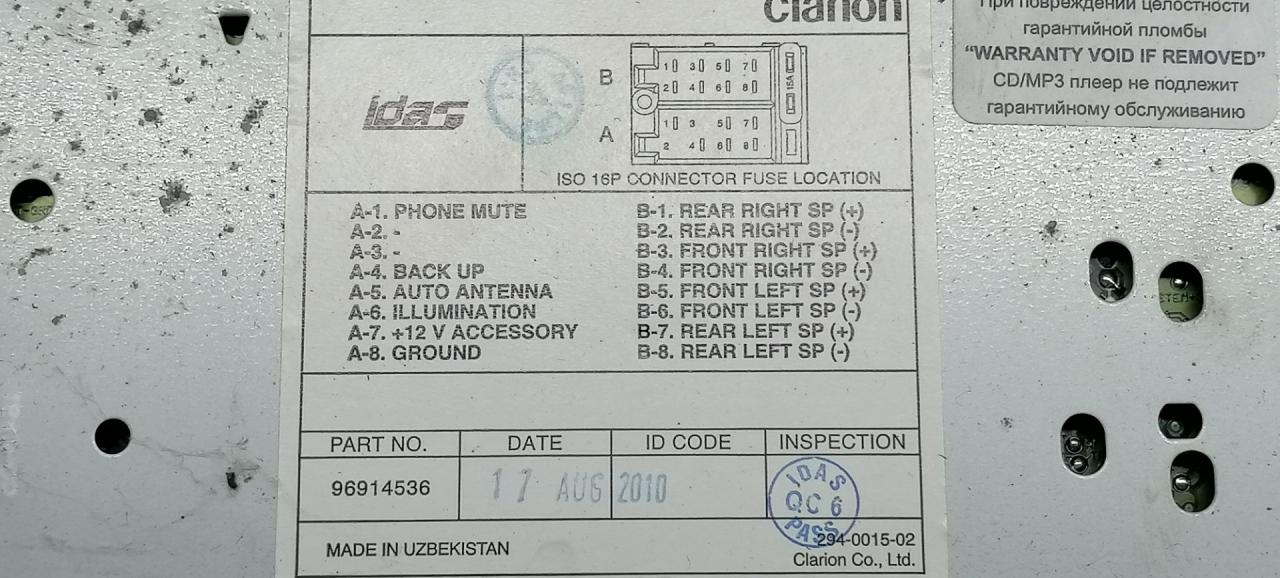 clarion
При повреждении целостности
гарантийной пломбы
“WARRANTY VOID IF REMOVED”
CD/MP3 плеер не подлежит
гарантийному обслуживанию
idas
B
1 3 5 7
2 4 6 8
15A
A
1 3 5 7
2 4 6 8
ISO 16P CONNECTOR FUSE LOCATION
A-1. PHONE MUTE
A-2. -
A-3. -
A-4. BACK UP
A-5. AUTO ANTENNA
A-6. ILLUMINATION
A-7. +12 V ACCESSORY
A-8. GROUND
B-1. REAR RIGHT SP (+)
B-2. REAR RIGHT SP (-)
B-3. FRONT RIGHT SP (+)
B-4. FRONT RIGHT SP (-)
B-5. FRONT LEFT SP (+)
B-6. FRONT LEFT SP (-)
B-7. REAR LEFT SP (+)
B-8. REAR LEFT SP (-)
PART NO. DATE ID CODE INSPECTION
96914536 17 AUG 2010
IDAS
QC 6
PASS
MADE IN UZBEKISTAN
294-0015-02
Clarion Co., Ltd.